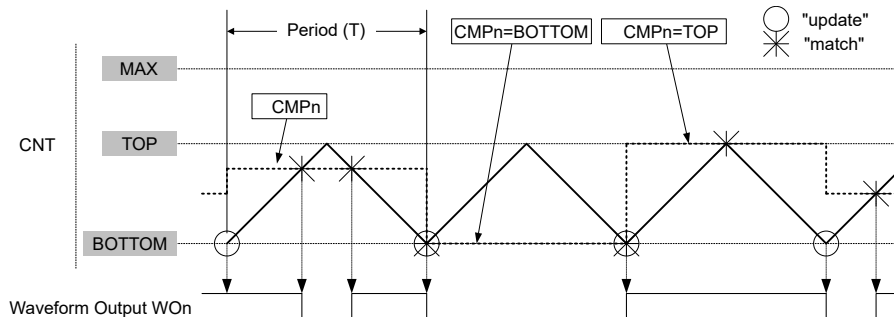 Period (T)
CMPn=BOTTOM
CMPn=TOP
"update"
"match"
MAX
CMPn
CNT
TOP
BOTTOM
Waveform Output WOn